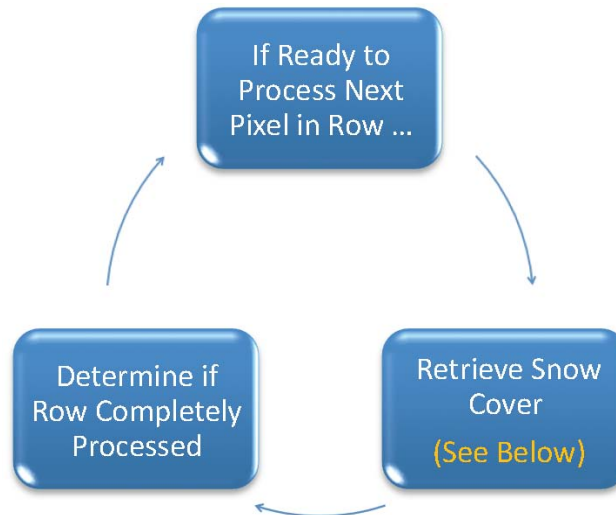 If Ready to
Process Next
Pixel in Row ...
Determine if
Row Completely
Processed
Retrieve Snow
Cover
(See Below)